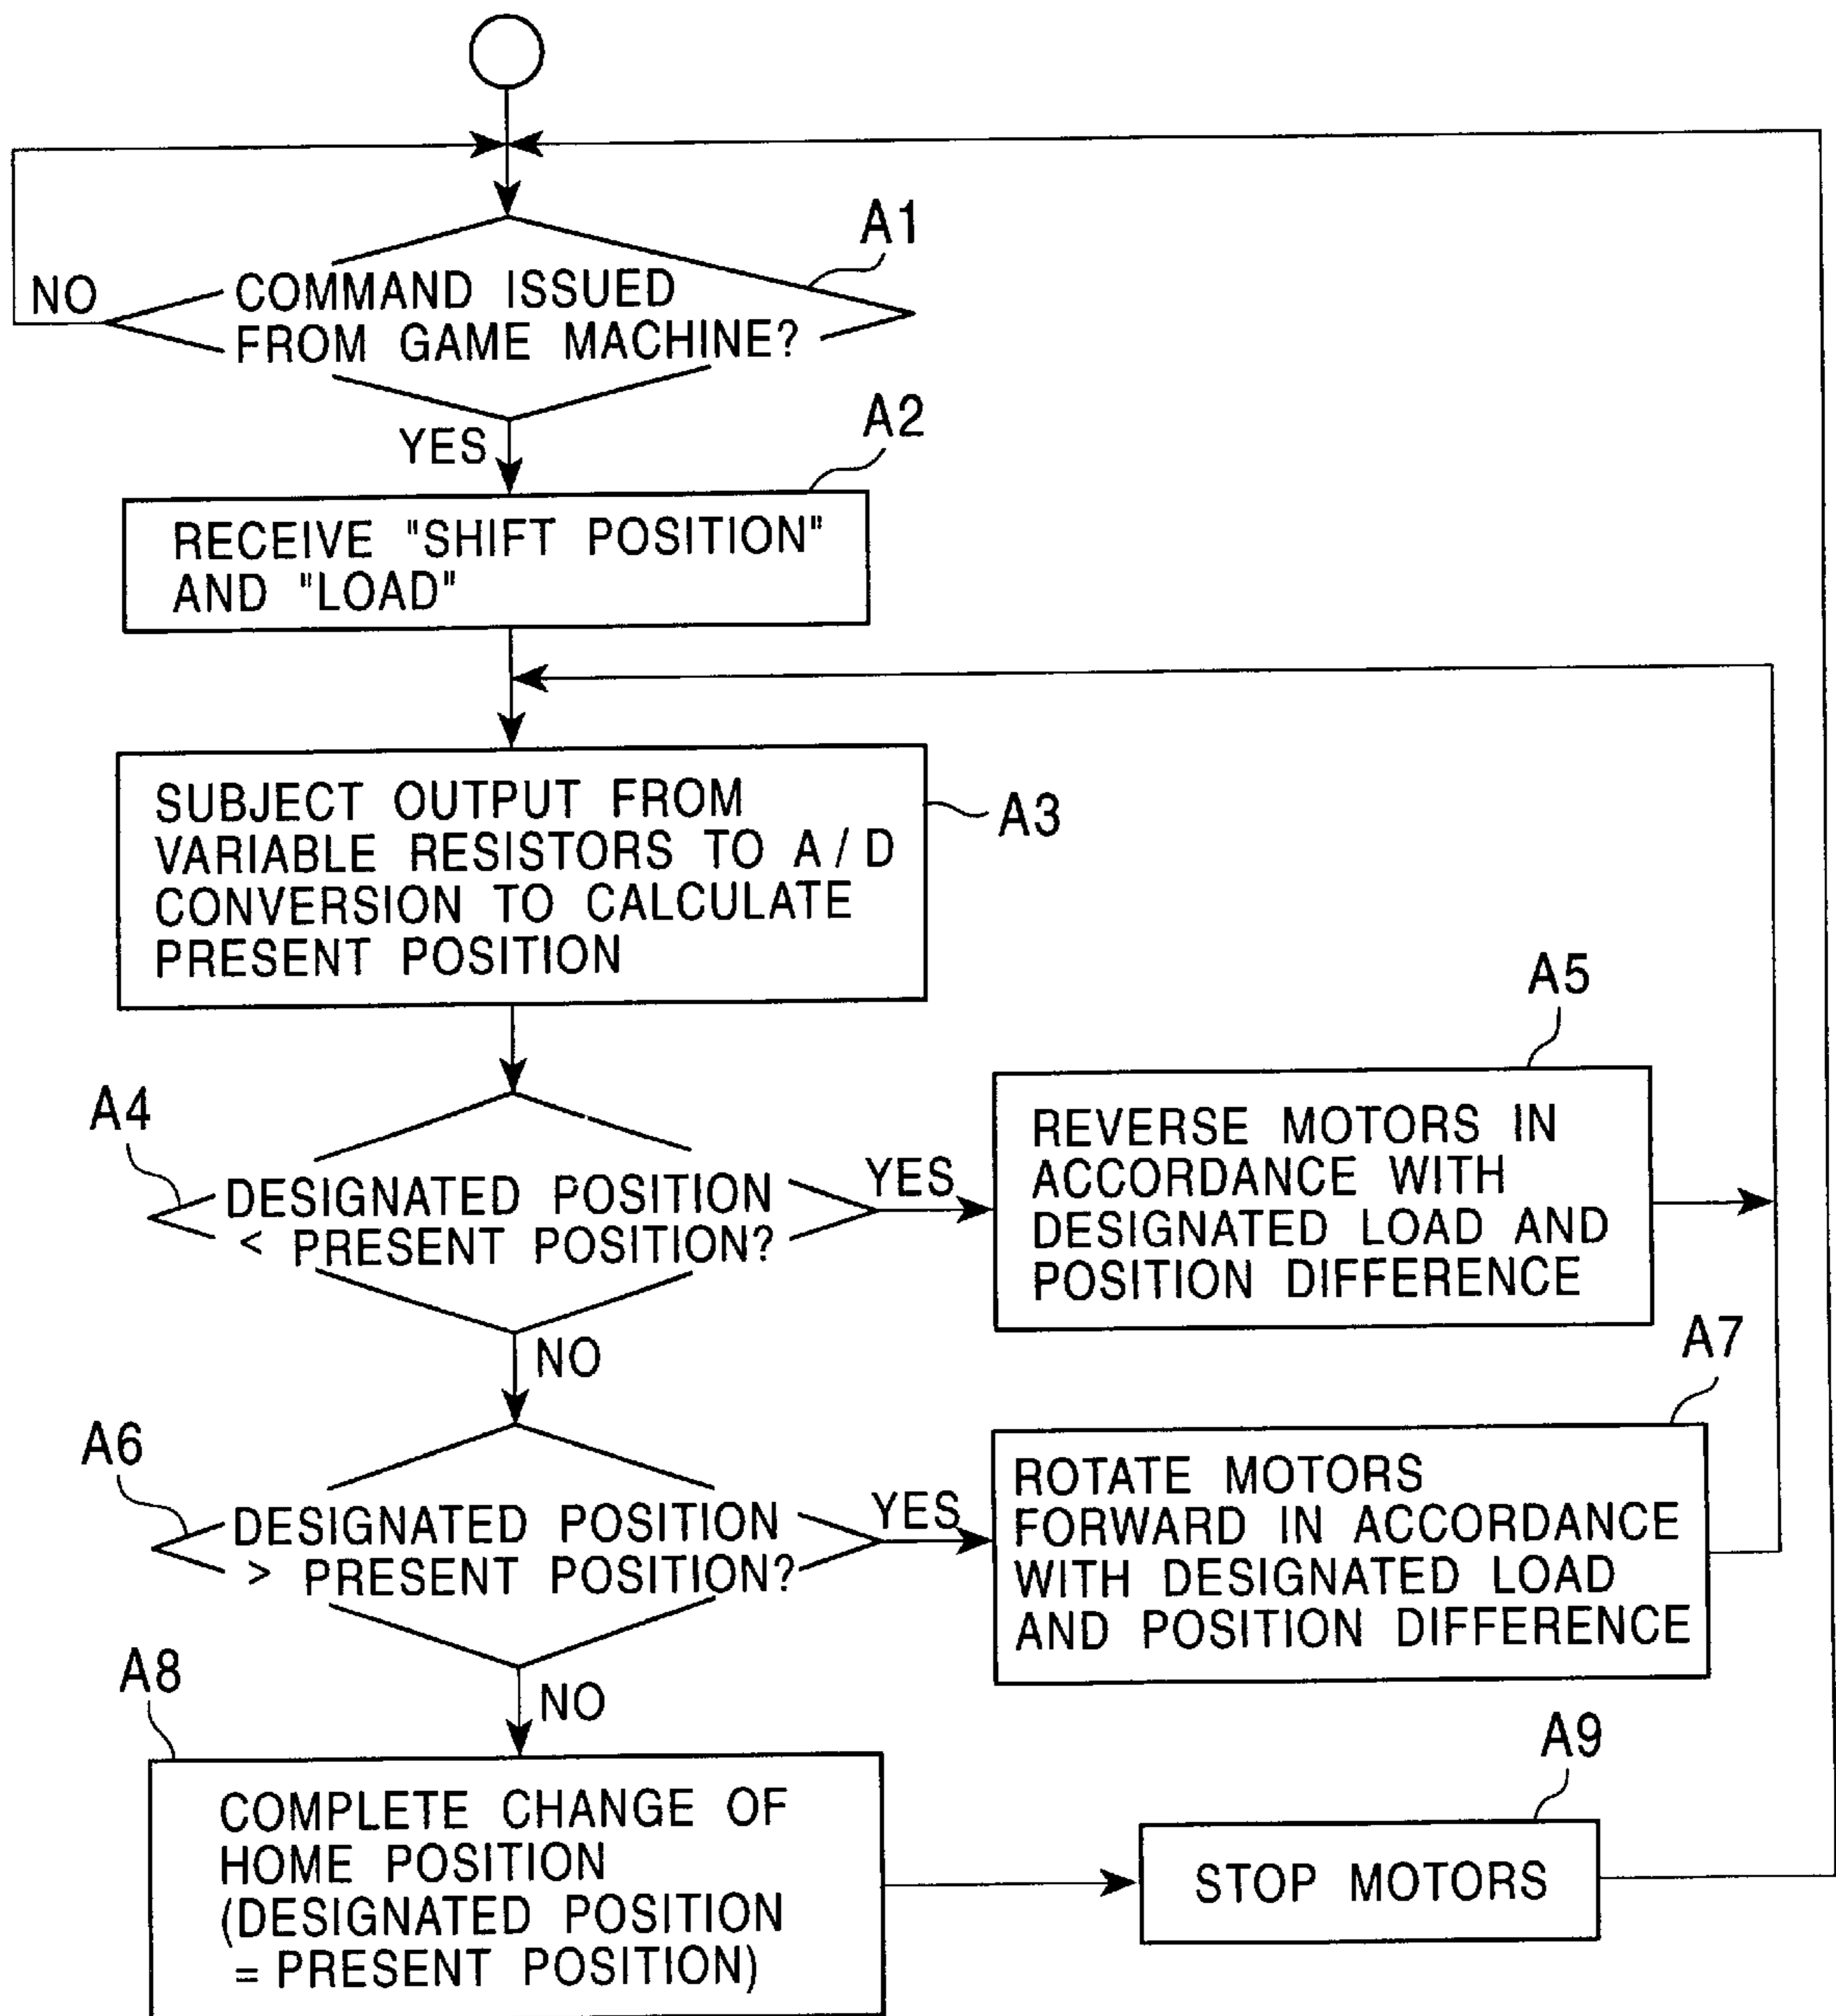 A1
NO
COMMAND ISSUED
FROM GAME MACHINE?
YES
A2
RECEIVE "SHIFT POSITION"
AND "LOAD"
A3
SUBJECT OUTPUT FROM
VARIABLE RESISTORS TO A/D
CONVERSION TO CALCULATE
PRESENT POSITION
A4
DESIGNATED POSITION
< PRESENT POSITION?
YES
A5
REVERSE MOTORS IN
ACCORDANCE WITH
DESIGNATED LOAD AND
POSITION DIFFERENCE
NO
A6
DESIGNATED POSITION
> PRESENT POSITION?
YES
A7
ROTATE MOTORS
FORWARD IN ACCORDANCE
WITH DESIGNATED LOAD
AND POSITION DIFFERENCE
NO
A8
COMPLETE CHANGE OF
HOME POSITION
(DESIGNATED POSITION
= PRESENT POSITION)
A9
STOP MOTORS